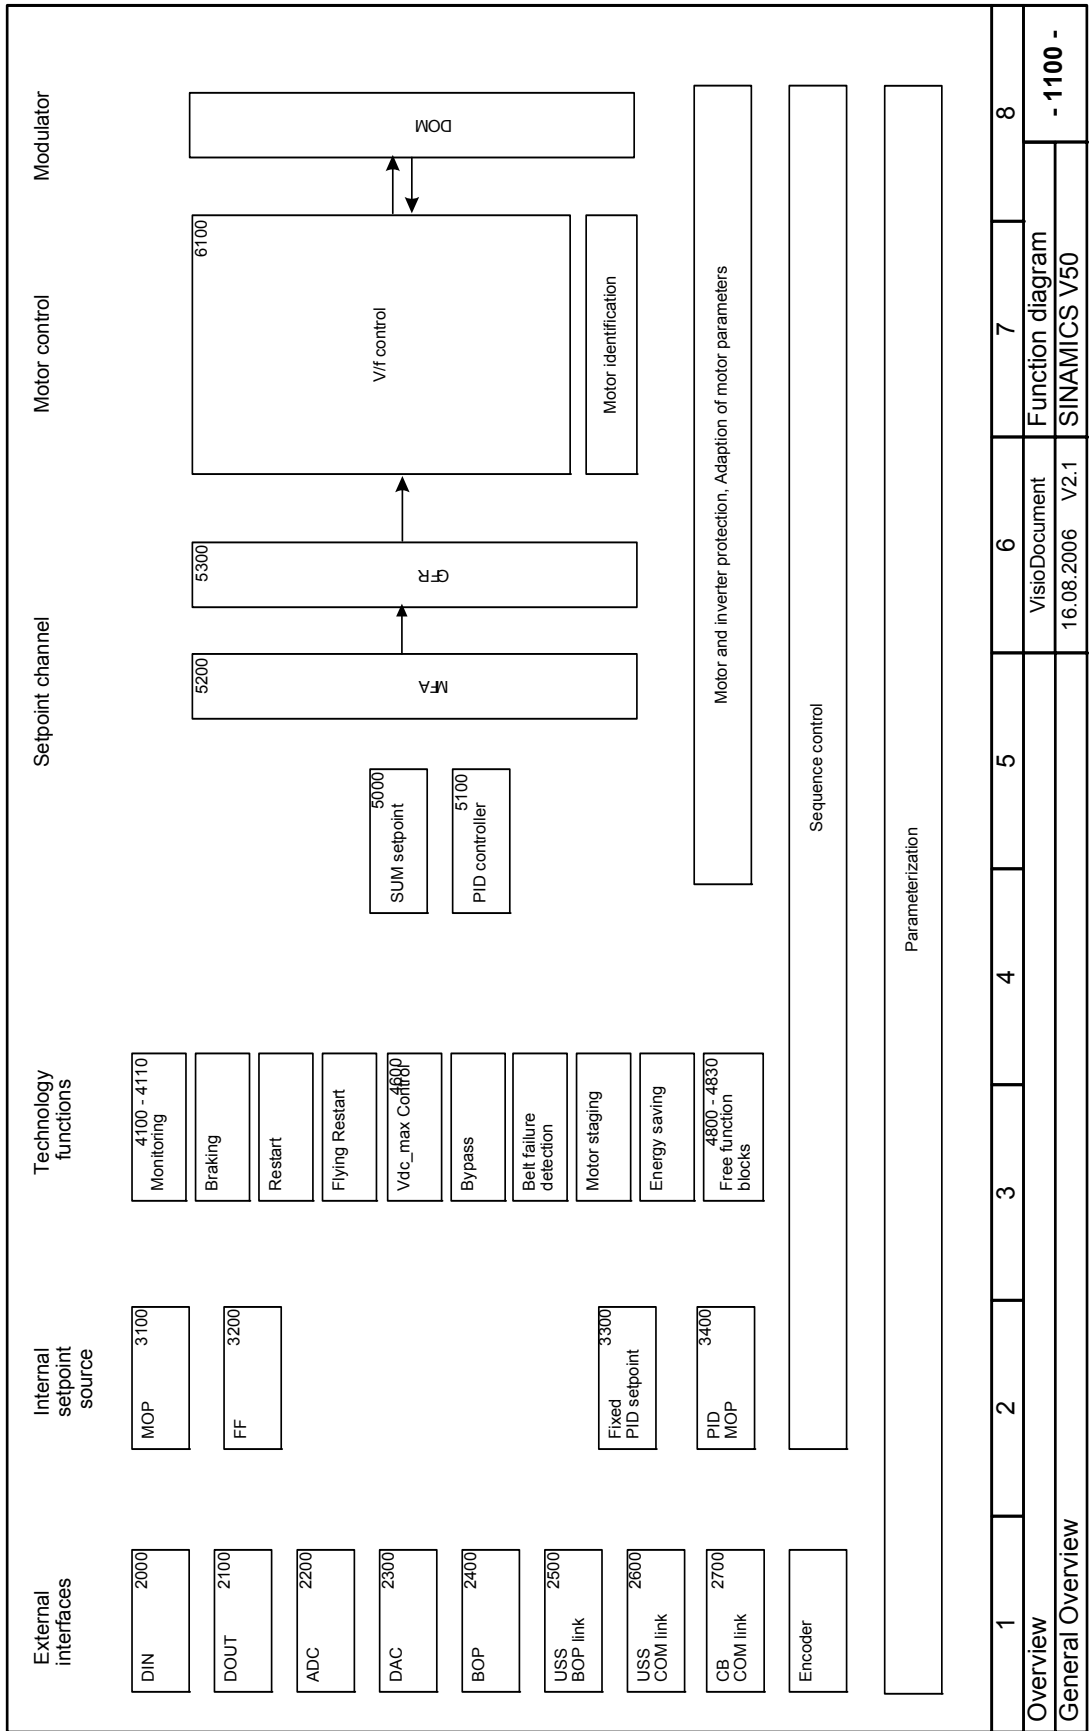 External
interfaces
Internal
setpoint
source
Technology
functions
Setpoint channel
Motor control
Modulator
DIN
2000
DOUT
2100
ADC
2200
DAC
2300
BOP
2400
2500
USS
BOP link
2600
USS
COM link
2700
CB
COM link
Encoder
MOP
3100
FF
3200
3300
Fixed
PID setpoint
3400
PID
MOP
4100 - 4110
Monitoring
Braking
Restart
Flying Restart
4600
Vdc_max Control
Bypass
Belt failure
detection
Motor staging
Energy saving
4800 - 4830
Free function
blocks
5000
SUM setpoint
5100
PID controller
5200
MFA
5300
GFR
6100
V/f control
Motor identification
DOM
Motor and inverter protection, Adaption of motor parameters
Sequence control
Parameterization
1 2 3 4 5 6 7 8
Overview
VisioDocument
Function diagram
- 1100 -
General Overview
16.08.2006 V2.1
SINAMICS V50